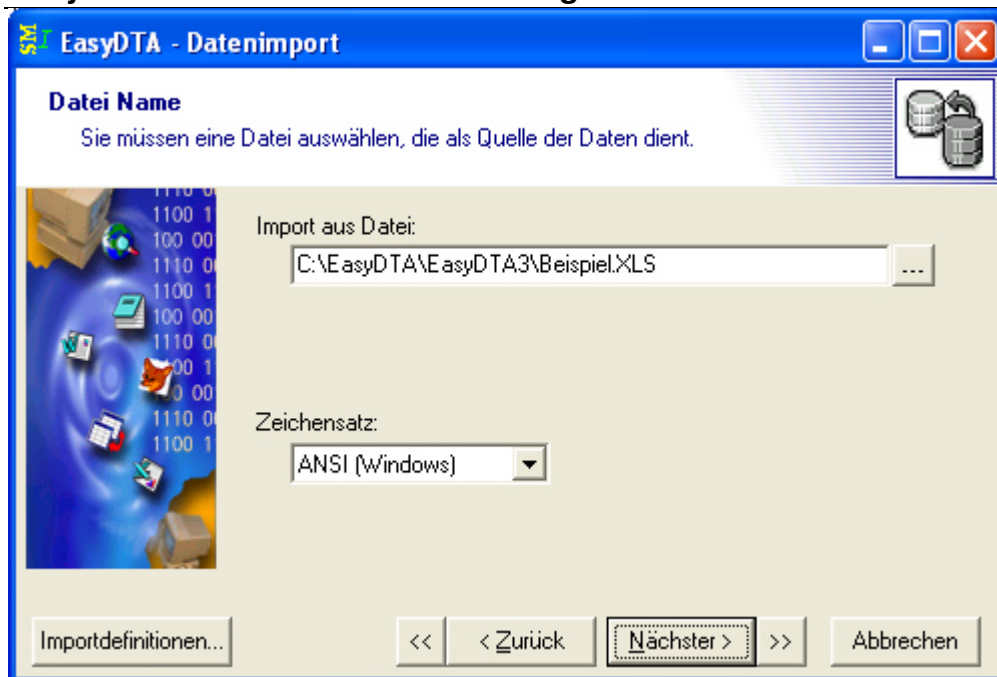 EasyDTA - Datenimport
Datei Name
Sie müssen eine Datei auswählen, die als Quelle der Daten dient.
Import aus Datei:
C:\EasyDTA\EasyDTA3\Beispiel.XLS
...
Zeichensatz:
ANSI (Windows)
Importdefinitionen...
<<
< Zurück
Nächster >
>>
Abbrechen